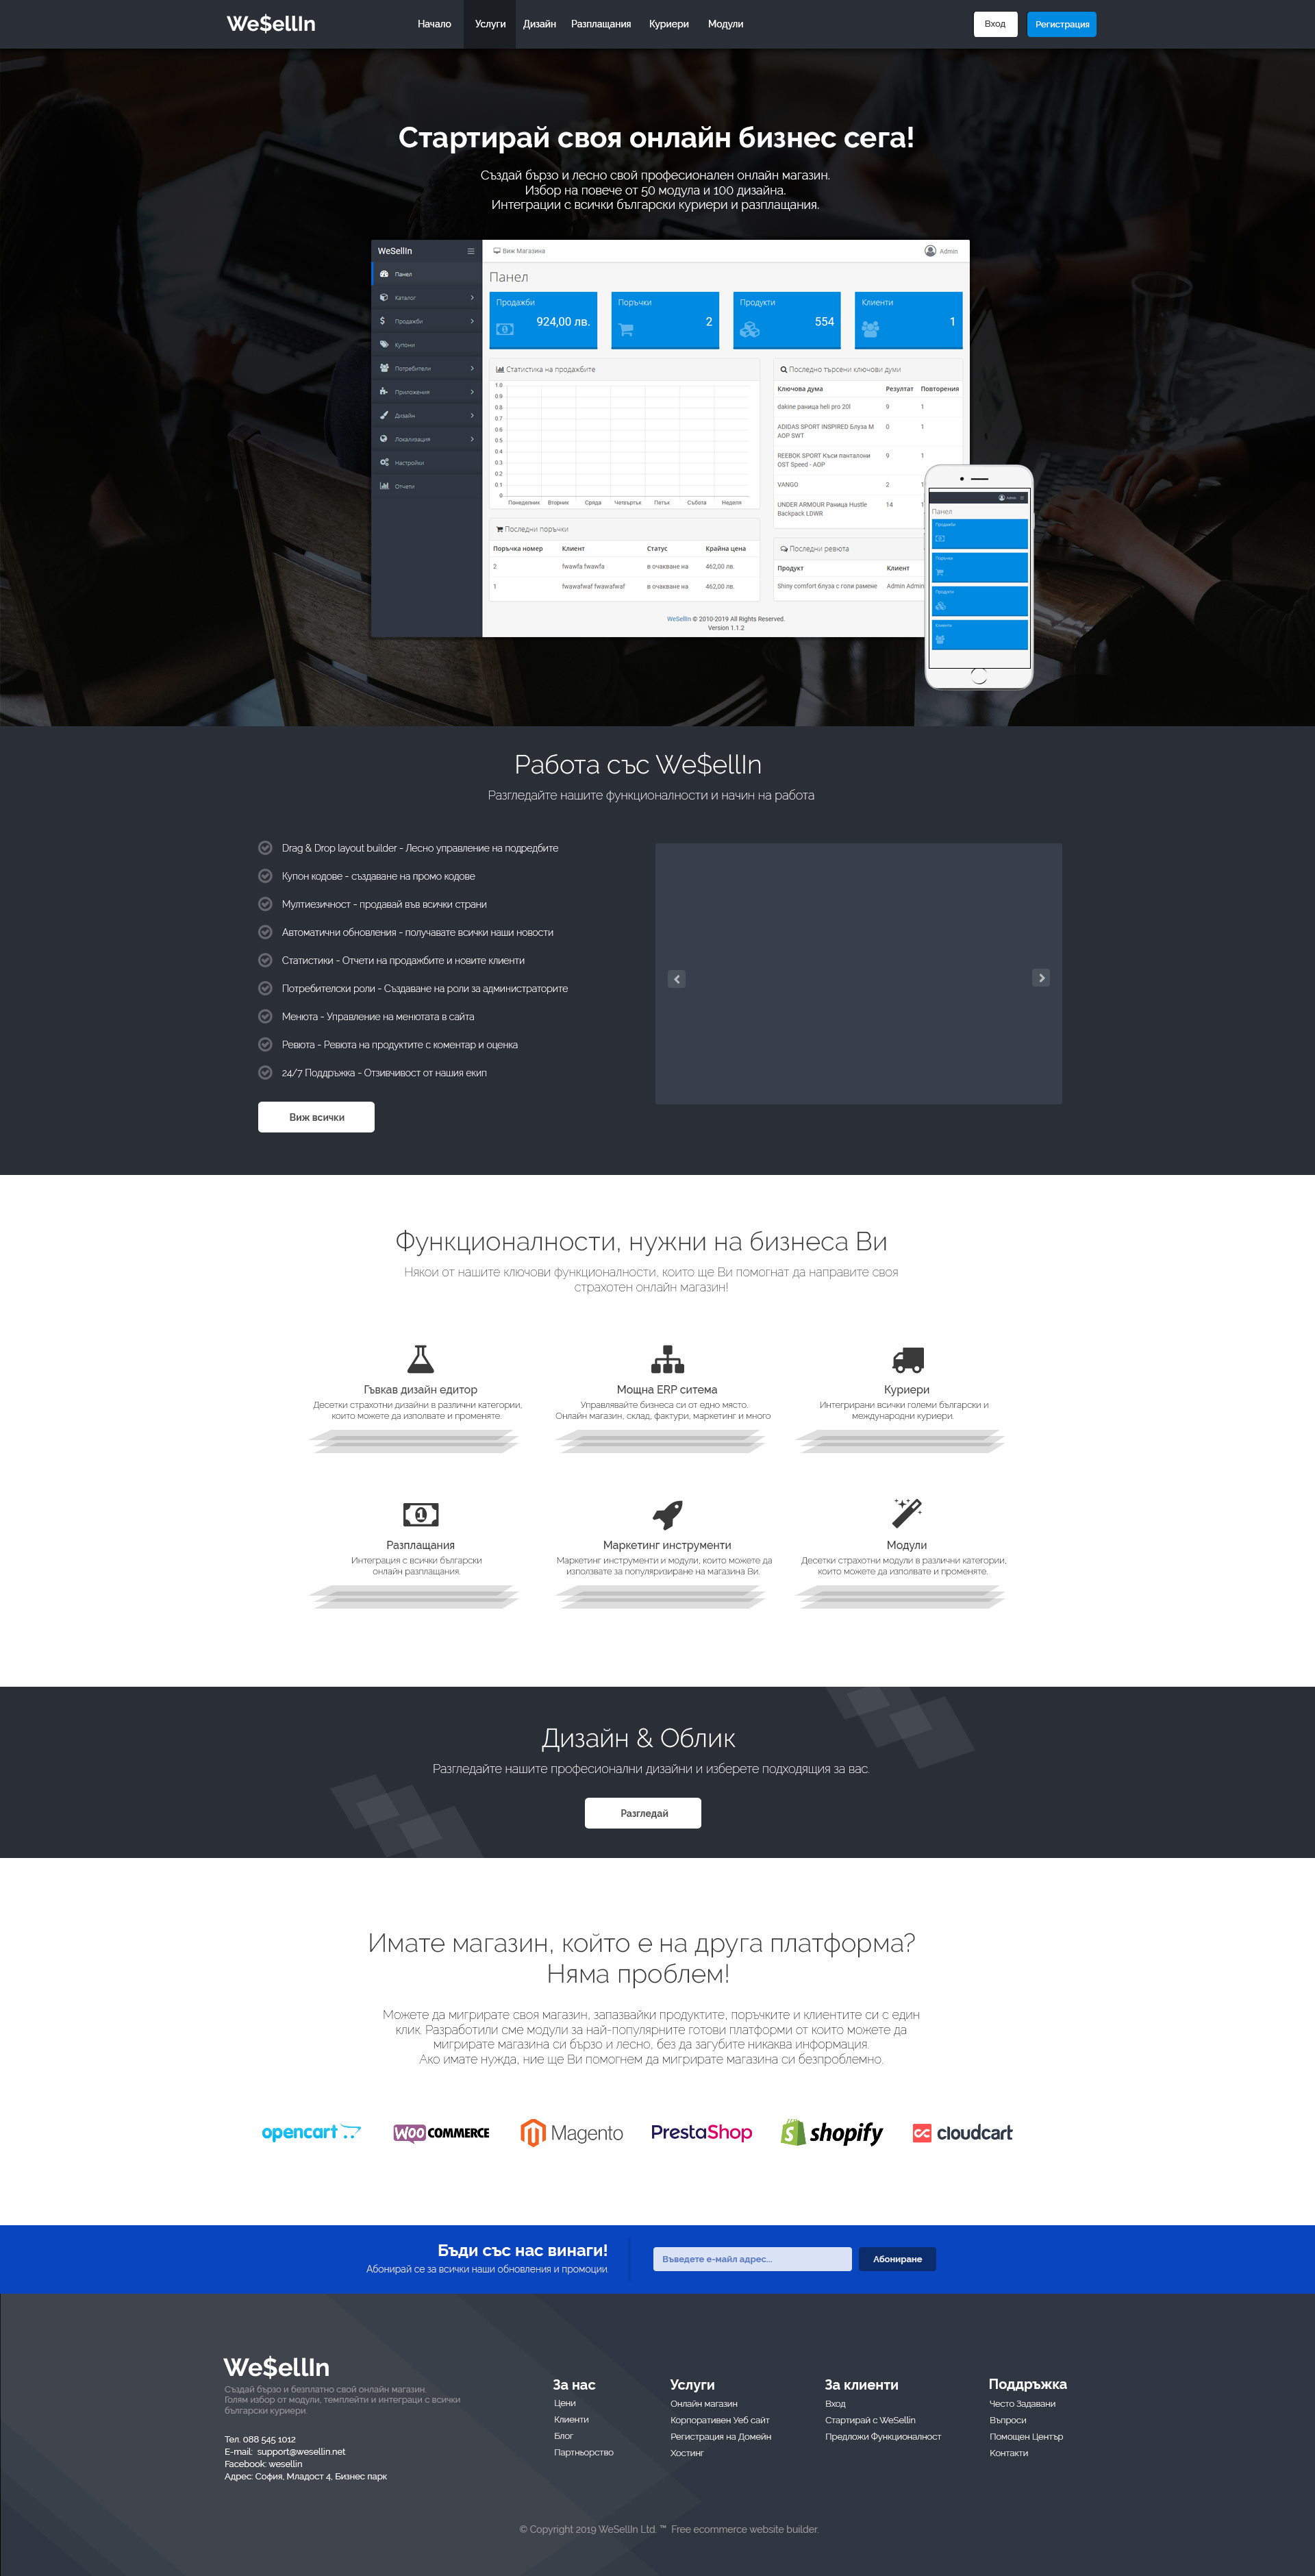 We$ellIn
Начало Услуги Дизайн Разплащания Куриери Модули
Вход Регистрация
Стартирай своя онлайн бизнес сега!
Създай бързо и лесно свой професионален онлайн магазин.
Избор на повече от 50 модула и 100 дизайна.
Интеграции с всички български куриери и разплащания.
WeSellIn
Виж Магазина
Admin
Панел
Каталог
Продажби
Купони
Потребители
Приложения
Дизайн
Локализация
Настройки
Отчети
Панел
Продажби
924,00 лв.
Поръчки
2
Продукти
554
Клиенти
1
Статистика на продажбите
1.0
0.9
0.8
0.7
0.6
0.5
0.4
0.3
0.2
0.1
0
Понеделник Вторник Сряда Четвъртък Петък Събота Неделя
Последно търсени ключови думи
Ключова дума Резултат Повторения
dakine раница heli pro 20l 9 1
ADIDAS SPORT INSPIRED Блуза M 0 1
AOP SWT
REEBOK SPORT Къси панталони 9 1
OST Speed - AOP
VANGO 2 1
UNDER ARMOUR Раница Hustle 14 1
Backpack LDWR
Последни поръчки
Поръчка номер Клиент Статус Крайна цена
2 fwawfa fwawfa в очакване на 462,00 лв.
1 fwawafwaf fwawafwawaf в очакване на 462,00 лв.
Последни ревюта
Продукт Клиент
Shiny comfort блуза с голи рамене Admin Admin
WeSellIn © 2010-2019 All Rights Reserved.
Version 1.1.2
Admin
Панел
Продажби
Поръчки
Продукти
Клиенти
Работа със We$ellIn
Разгледайте нашите функционалности и начин на работа
Drag & Drop layout builder - Лесно управление на подредбите
Купон кодове - създаване на промо кодове
Мултиезичност - продавай във всички страни
Автоматични обновления - получавате всички наши новости
Статистики - Отчети на продажбите и новите клиенти
Потребителски роли - Създаване на роли за администраторите
Менюта - Управление на менютата в сайта
Ревюта - Ревюта на продуктите с коментар и оценка
24/7 Поддръжка - Отзивчивост от нашия екип
Виж всички
Функционалности, нужни на бизнеса Ви
Някои от нашите ключови функционалности, които ще Ви помогнат да направите своя
страхотен онлайн магазин!
Гъвкав дизайн едитор
Десетки страхотни дизайни в различни категории,
които можете да изполвате и променяте.
Мощна ERP ситема
Управлявайте бизнеса си от едно място.
Онлайн магазин, склад, фактури, маркетинг и много
Куриери
Интегрирани всички големи български и
международни куриери.
Разплащания
Интеграция с всички български
онлайн разплащания.
Маркетинг инструменти
Маркетинг инструменти и модули, които можете да
използвате за популяризиране на магазина Ви.
Модули
Десетки страхотни модули в различни категории,
които можете да изполвате и променяте.
Дизайн & Облик
Разгледайте нашите професионални дизайни и изберете подходящия за вас.
Разгледай
Имате магазин, който е на друга платформа?
Няма проблем!
Можете да мигрирате своя магазин, запазвайки продуктите, поръчките и клиентите си с един
клик. Разработили сме модули за най-популярните готови платформи от които можете да
мигрирате магазина си бързо и лесно, без да загубите никаква информация.
Ако имате нужда, ние ще Ви помогнем да мигрирате магазина си безпроблемно.
opencart WOO COMMERCE Magento PrestaShop shopify cloudcart
Бъди със нас винаги!
Абонирай се за всички наши обновления и промоции.
Въведете е-майл адрес...
Абониране
We$ellIn
Създай бързо и безплатно свой онлайн магазин.
Голям избор от модули, темплейти и интеграци с всички
български куриери.
Тел. 088 545 1012
E-mail: support@wesellin.net
Facebook: wesellin
Адрес: София, Младост 4, Бизнес парк
За нас
Цени
Клиенти
Блог
Партньорство
Услуги
Онлайн магазин
Корпоративен Уеб сайт
Регистрация на Домейн
Хостинг
За клиенти
Вход
Стартирай с WeSellin
Предложи Функционалност
Поддръжка
Често Задавани
Въпроси
Помощен Център
Контакти
© Copyright 2019 WeSellIn Ltd. ™ Free ecommerce website builder.